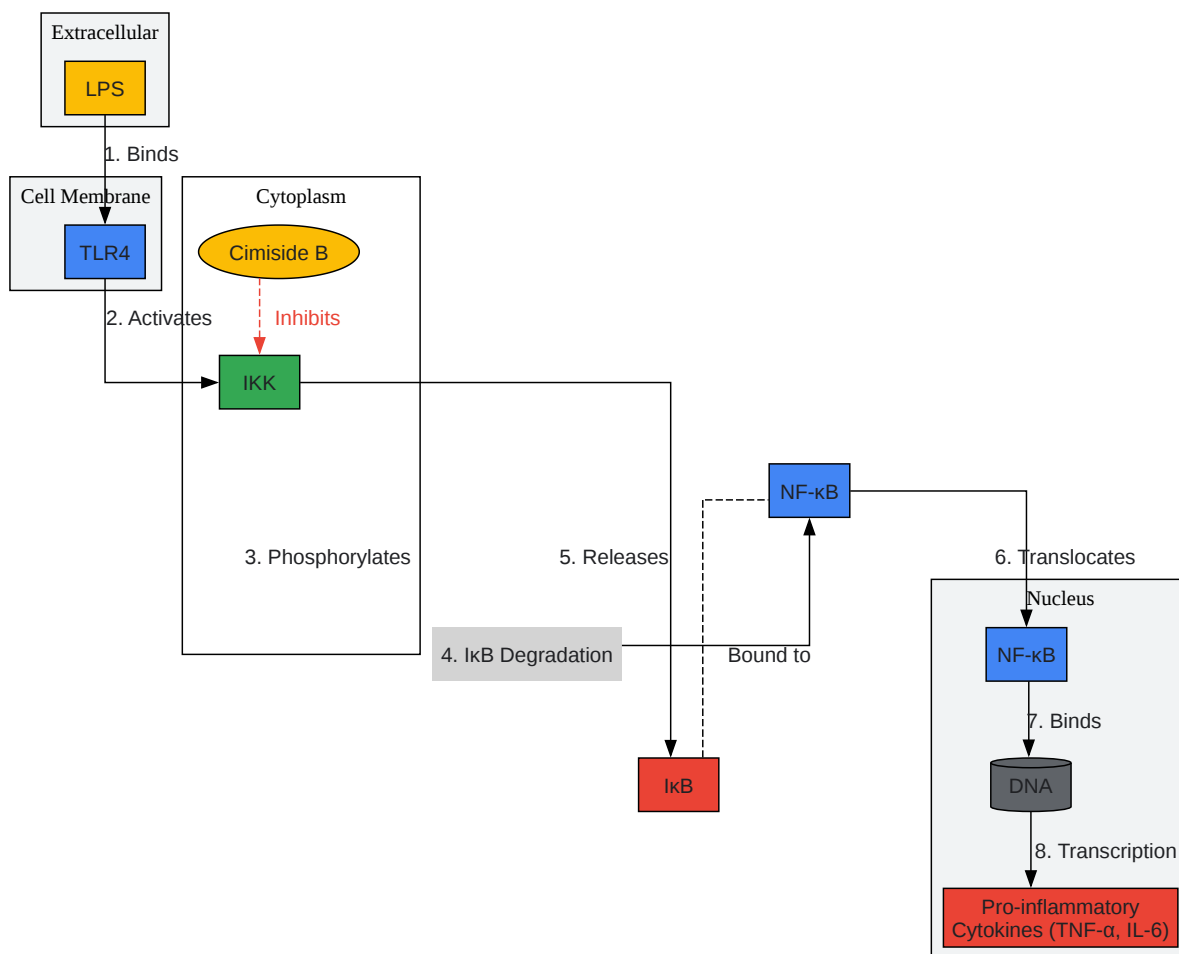 Extracellular
LPS
1. Binds
Cell Membrane
TLR4
Cytoplasm
Cimiside B
2. Activates
Inhibits
IKK
NF-κB
3. Phosphorylates
5. Releases
6. Translocates
Nucleus
4. IκB Degradation
Bound to
NF-κB
7. Binds
IκB
DNA
8. Transcription
Pro-inflammatory
Cytokines (TNF-α, IL-6)